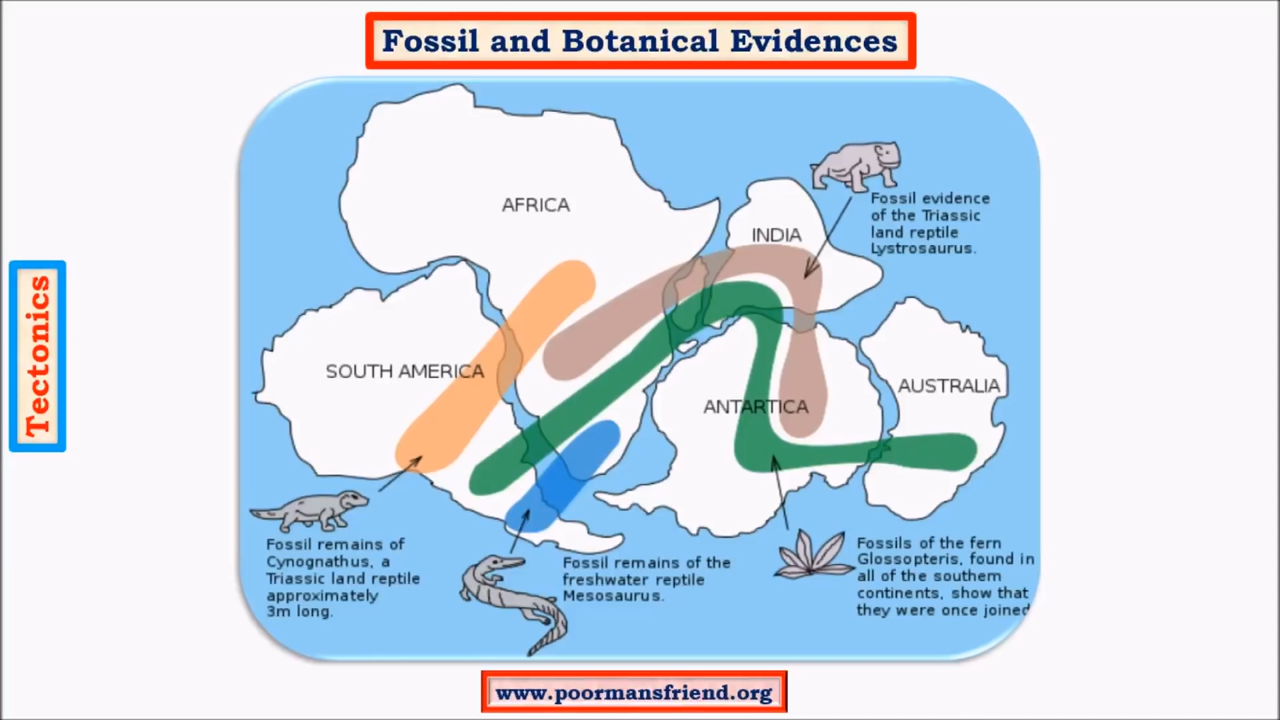 Fossil and Botanical Evidences
Tectonics
AFRICA
INDIA
Fossil evidence
of the Triassic
land reptile
Lystrosaurus.
SOUTH AMERICA
ANTARTICA
AUSTRALIA
Fossil remains of
Cynognathus, a
Triassic land reptile
approximately
3m long.
Fossil remains of the
freshwater reptile
Mesosaurus.
Fossils of the fern
Glossopteris, found in
all of the southern
continents, show that
they were once joined
www.poormansfriend.org